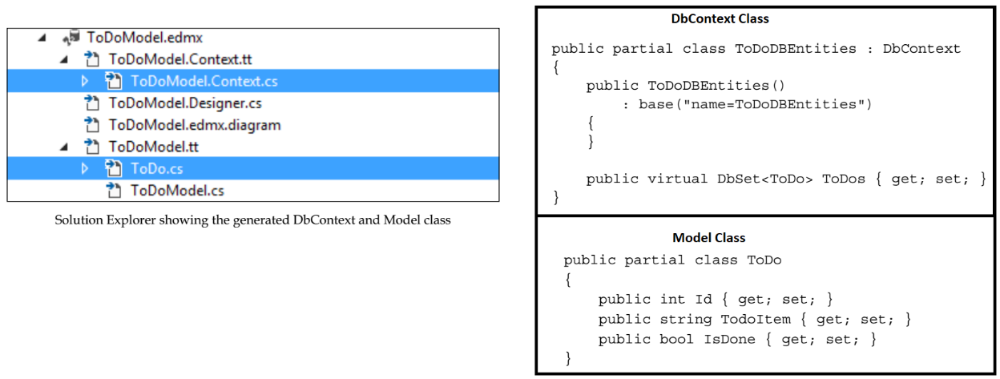 ToDoModel.edmx
ToDoModel.Context.tt
ToDoModel.Context.cs
ToDoModel.Designer.cs
ToDoModel.edmx.diagram
ToDoModel.tt
ToDo.cs
ToDoModel.cs
Solution Explorer showing the generated DbContext and Model class
DbContext Class
public partial class ToDoDBEntities : DbContext
{
public ToDoDBEntities()
: base("name=ToDoDBEntities")
{
}
public virtual DbSet<ToDo> ToDos { get; set; }
}
Model Class
public partial class ToDo
{
public int Id { get; set; }
public string TodoItem { get; set; }
public bool IsDone { get; set; }
}